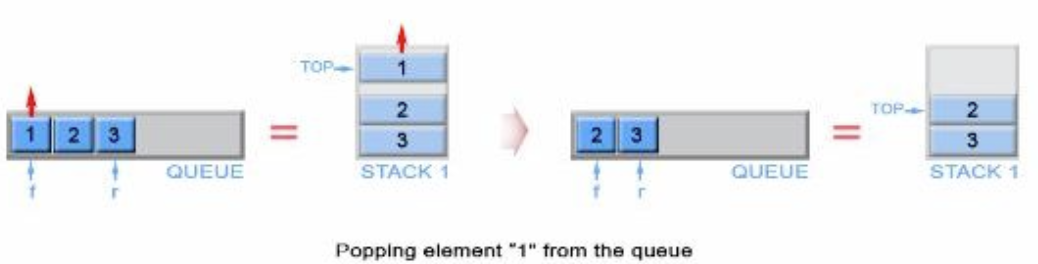 1
TOP
1 2 3
2
3
=
QUEUE
STACK 1
f r
2 3
=
TOP
2
3
QUEUE
STACK 1
f r
Popping element "1" from the queue